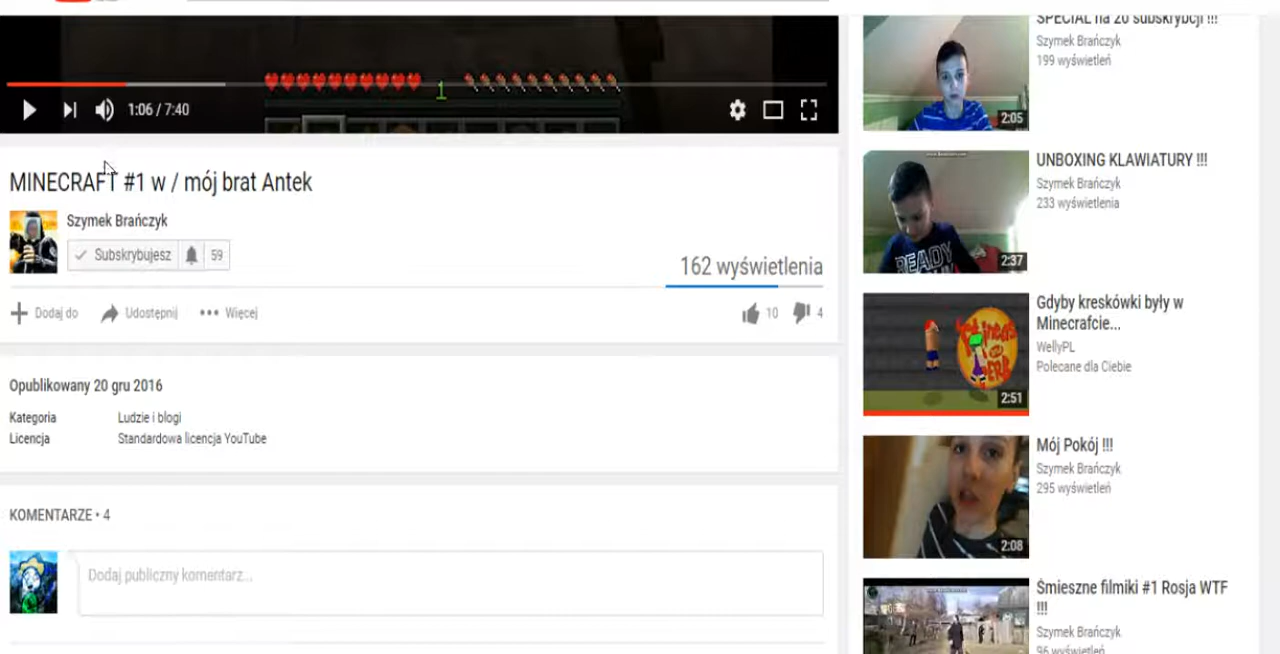 1
1:06 / 7:40
MINECRAFT #1 w / mój brat Antek
Szymek Brańczyk
Subskrybujesz 59
162 wyświetlenia
Dodaj do Udostępnij Więcej
10 4
Opublikowany 20 gru 2016
Kategoria Ludzie i blogi
Licencja Standardowa licencja YouTube
KOMENTARZE • 4
Dodaj publiczny komentarz...
SPECIAL na 20 subskrybcji !!!
Szymek Brańczyk
199 wyświetleń
2:05
UNBOXING KLAWIATURY !!!
Szymek Brańczyk
233 wyświetlenia
READY
2:37
Gdyby kreskówki były w
Minecrafcie...
WellyPL
Polecane dla Ciebie
2:51
Mój Pokój !!!
Szymek Brańczyk
295 wyświetleń
2:08
Śmieszne filmiki #1 Rosja WTF
!!!
Szymek Brańczyk
96 wyświetleń